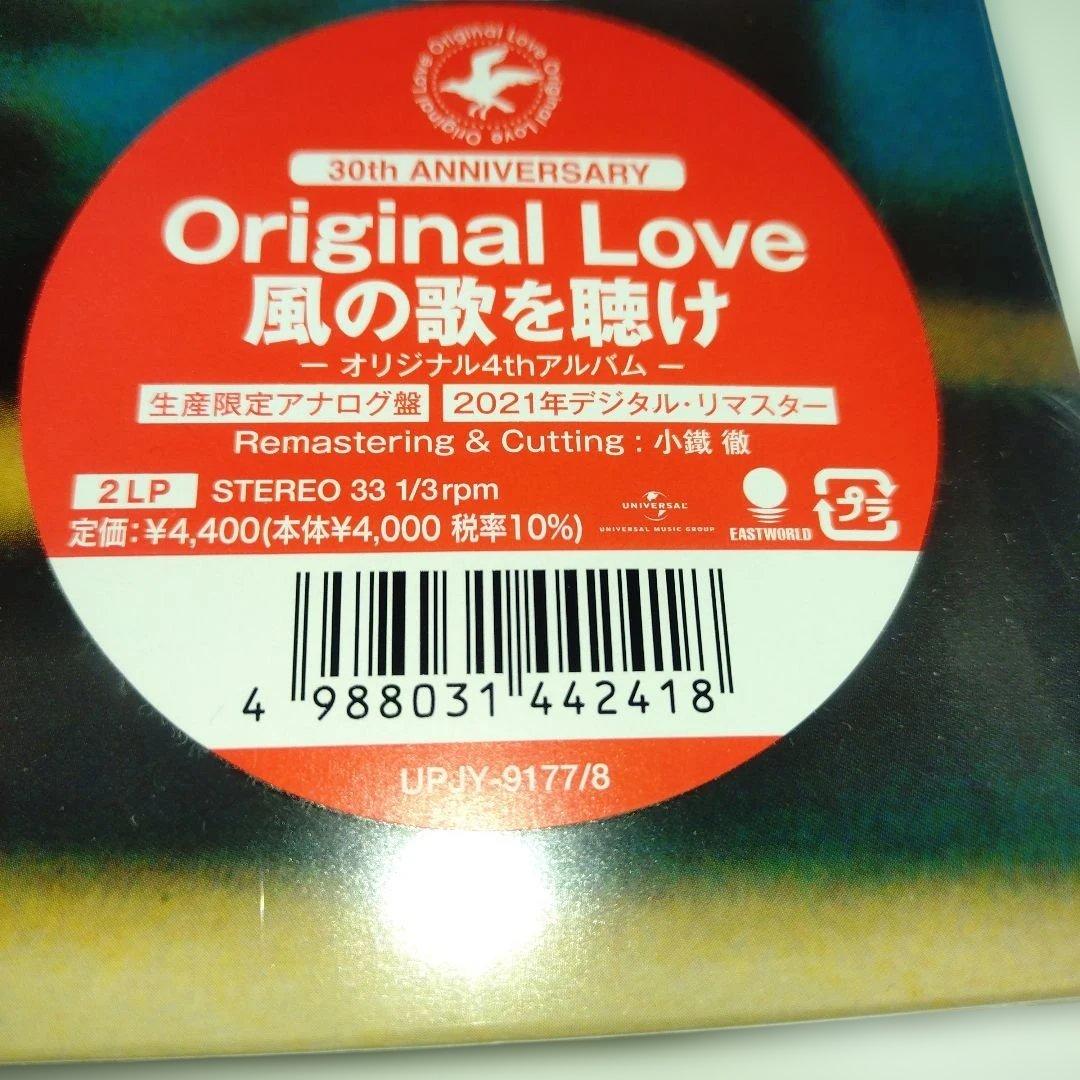 Original Love Original Love Original Love
30th ANNIVERSARY
Original Love
風の歌を聴け
― オリジナル4thアルバム ―
生産限定アナログ盤 2021年デジタル・リマスター
Remastering & Cutting : 小鐵 徹
2LP STEREO 33 1/3rpm
定価:¥4,400(本体¥4,000 税率10%)
UNIVERSAL
UNIVERSAL MUSIC GROUP
EASTWORLD
プラ
4 988031 442418
UPJY-9177/8